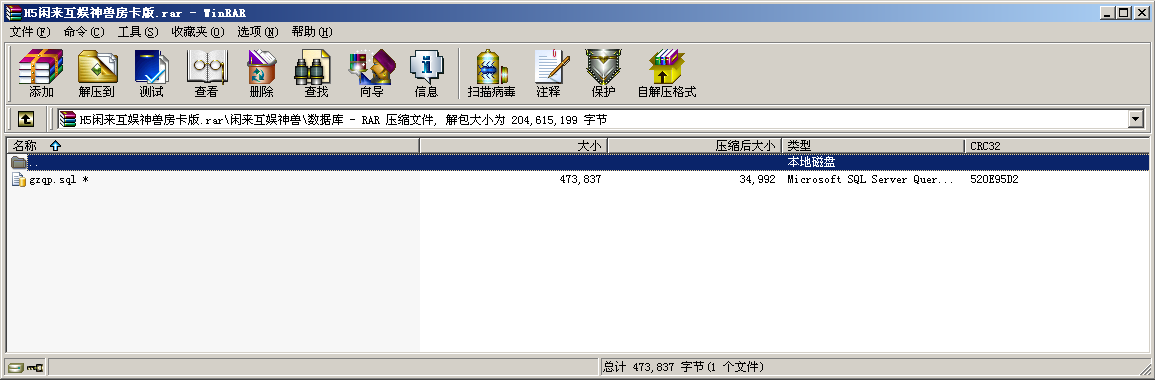 H5闲来互娱神兽房卡版.rar - WinRAR
文件(F) 命令(C) 工具(S) 收藏夹(O) 选项(N) 帮助(H)
添加 解压到 测试 查看 删除 查找 向导 信息 扫描病毒 注释 保护 自解压格式
H5闲来互娱神兽房卡版.rar\闲来互娱神兽\数据库 - RAR 压缩文件, 解包大小为 204,615,199 字节
名称 大小 压缩后大小 类型 CRC32
.. 本地磁盘
gzqp.sql * 473,837 34,992 Microsoft SQL Server Quer... 520E95D2
总计 473,837 字节(1 个文件)